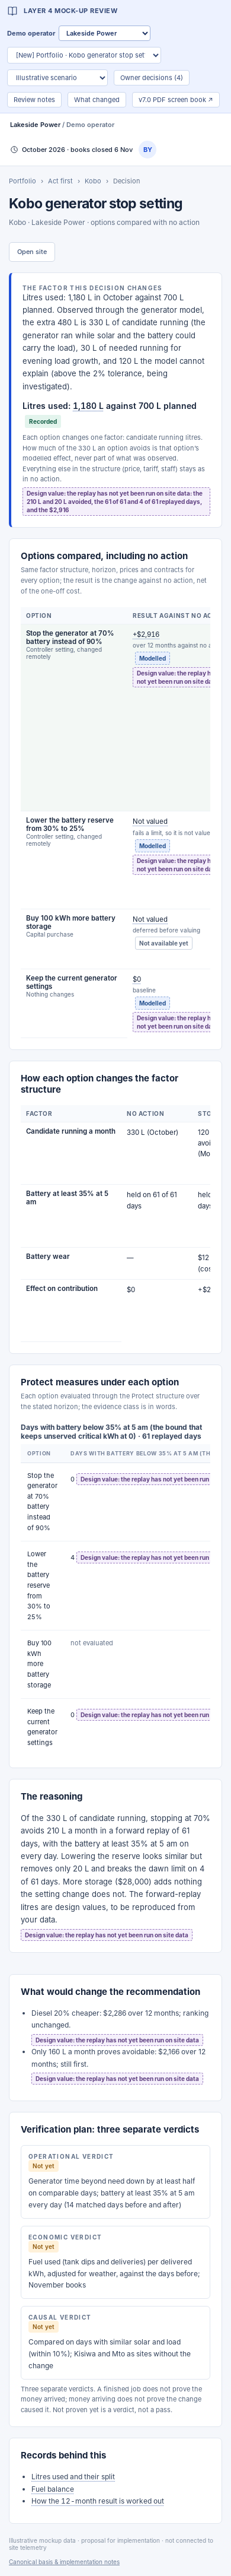 LAYER 4 MOCK-UP REVIEW
Demo operator
Lakeside Power
[New] Portfolio · Kobo generator stop set
Illustrative scenario
Owner decisions (4)
Review notes
What changed
v7.0 PDF screen book ↗
Lakeside Power / Demo operator
October 2026 · books closed 6 Nov
BY
Portfolio › Act first › Kobo › Decision
Kobo generator stop setting
Kobo · Lakeside Power · options compared with no action
Open site
THE FACTOR THIS DECISION CHANGES
Litres used: 1,180 L in October against 700 L
planned. Observed through the generator model,
the extra 480 L is 330 L of candidate running (the
generator ran while solar and the battery could
carry the load), 30 L of needed running for
evening load growth, and 120 L the model cannot
explain (above the 2% tolerance, being
investigated).
Litres used: 1,180 L against 700 L planned
Recorded
Each option changes one factor: candidate running litres.
How much of the 330 L an option avoids is that option's
modelled effect, never part of what was observed.
Everything else in the structure (price, tariff, staff) stays as
is in no action.
Design value: the replay has not yet been run on site data: the
210 L and 20 L avoided, the 61 of 61 and 4 of 61 replayed days,
and the $2,916
Options compared, including no action
Same factor structure, horizon, prices and contracts for
every option; the result is the change against no action, net
of the one-off cost.
OPTION
RESULT AGAINST NO AC
Stop the generator at 70%
battery instead of 90%
Controller setting, changed
remotely
+$2,916
over 12 months against no a
Modelled
Design value: the replay h
not yet been run on site da
Lower the battery reserve
from 30% to 25%
Controller setting, changed
remotely
Not valued
fails a limit, so it is not value
Modelled
Design value: the replay h
not yet been run on site da
Buy 100 kWh more battery
storage
Capital purchase
Not valued
deferred before valuing
Not available yet
Keep the current generator
settings
Nothing changes
$0
baseline
Modelled
Design value: the replay h
not yet been run on site da
How each option changes the factor
structure
FACTOR
NO ACTION
STO
Candidate running a month
330 L (October)
120
avoi
(Mo
Battery at least 35% at 5
am
held on 61 of 61
days
held
days
Battery wear
—
$12
(cos
Effect on contribution
$0
+$2
Protect measures under each option
Each option evaluated through the Protect structure over
the stated horizon; the evidence class is in words.
Days with battery below 35% at 5 am (the bound that
keeps unserved critical kWh at 0) · 61 replayed days
OPTION
DAYS WITH BATTERY BELOW 35% AT 5 AM (TH
Stop the
generator
at 70%
battery
instead
of 90%
0 Design value: the replay has not yet been run
Lower
the
battery
reserve
from
30% to
25%
4 Design value: the replay has not yet been run
Buy 100
kWh
more
battery
storage
not evaluated
Keep the
current
generator
settings
0 Design value: the replay has not yet been run
The reasoning
Of the 330 L of candidate running, stopping at 70%
avoids 210 L a month in a forward replay of 61
days, with the battery at least 35% at 5 am on
every day. Lowering the reserve looks similar but
removes only 20 L and breaks the dawn limit on 4
of 61 days. More storage ($28,000) adds nothing
the setting change does not. The forward-replay
litres are design values, to be reproduced from
your data.
Design value: the replay has not yet been run on site data
What would change the recommendation
• Diesel 20% cheaper: $2,286 over 12 months; ranking
unchanged.
Design value: the replay has not yet been run on site data
• Only 160 L a month proves avoidable: $2,166 over 12
months; still first.
Design value: the replay has not yet been run on site data
Verification plan: three separate verdicts
OPERATIONAL VERDICT
Not yet
Generator time beyond need down by at least half
on comparable days; battery at least 35% at 5 am
every day (14 matched days before and after)
ECONOMIC VERDICT
Not yet
Fuel used (tank dips and deliveries) per delivered
kWh, adjusted for weather, against the days before;
November books
CAUSAL VERDICT
Not yet
Compared on days with similar solar and load
(within 10%); Kisiwa and Mto as sites without the
change
Three separate verdicts. A finished job does not prove the
money arrived; money arriving does not prove the change
caused it. Not proven yet is a verdict, not a pass.
Records behind this
• Litres used and their split
• Fuel balance
• How the 12-month result is worked out
Illustrative mockup data · proposal for implementation · not connected to
site telemetry
Canonical basis & implementation notes